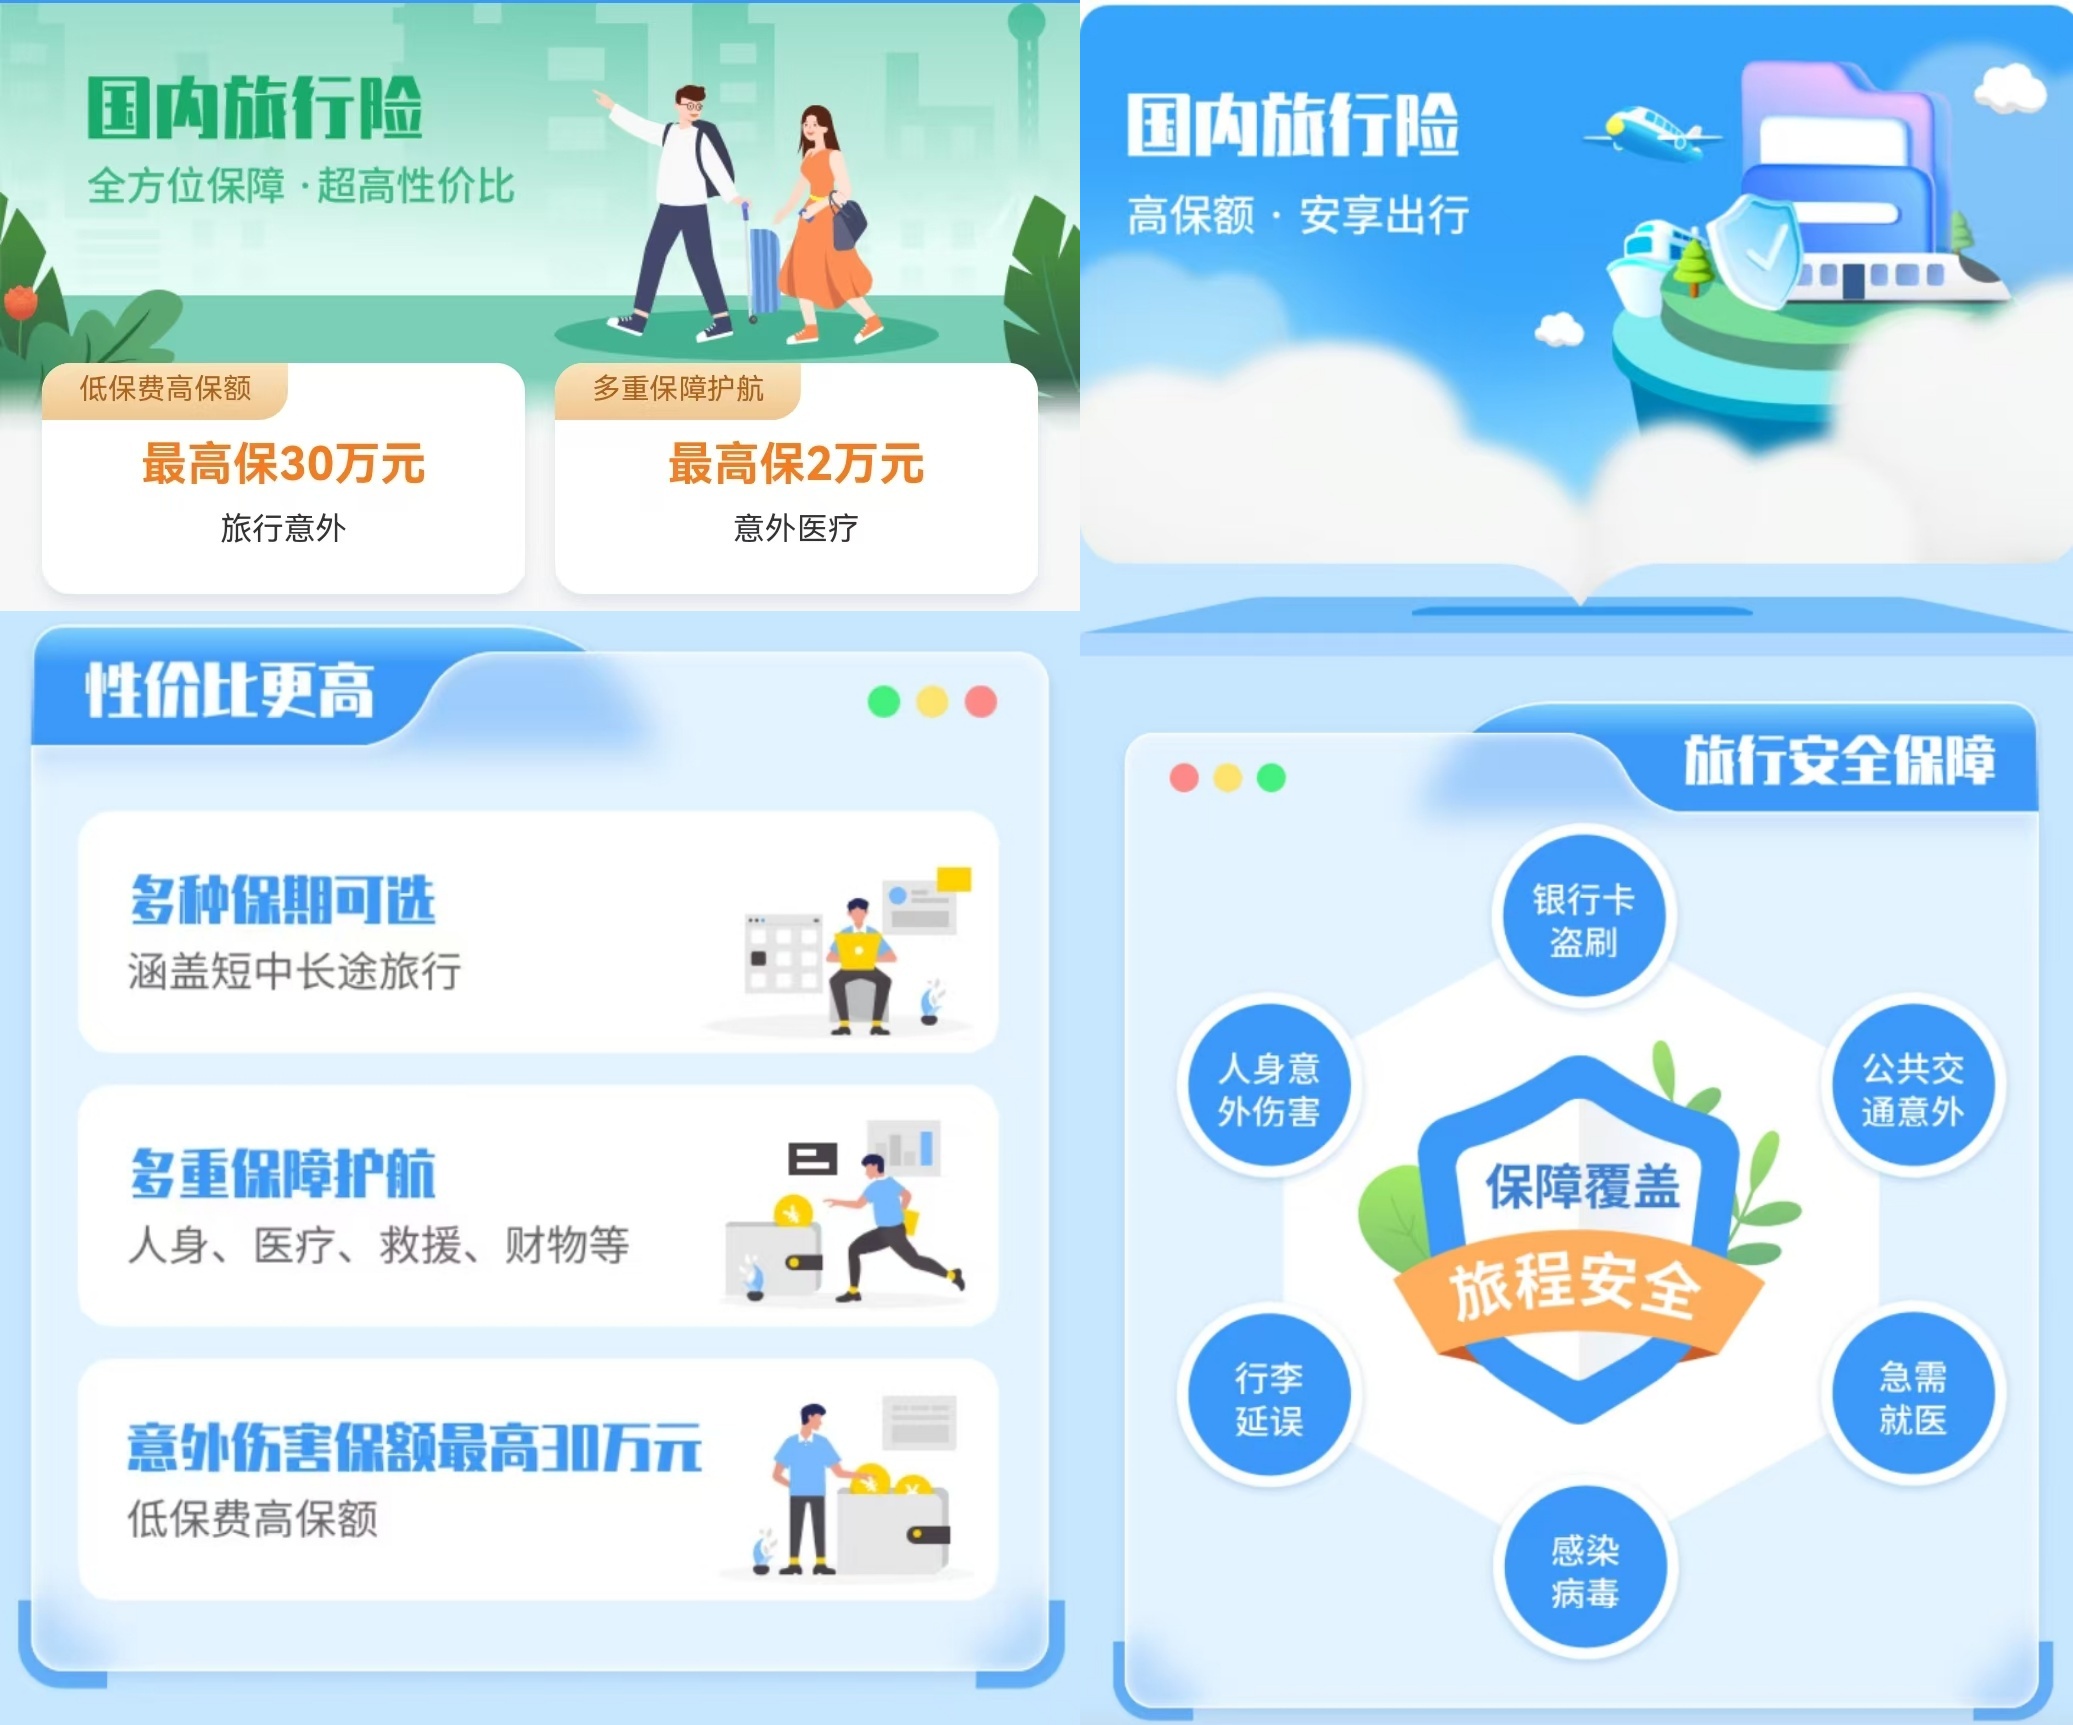 国内旅行险
全方位保障·超高性价比
低保费高保额
最高保30万元
旅行意外
多重保障护航
最高保2万元
意外医疗
国内旅行险
高保额·安享出行
性价比更高
多种保期可选
涵盖短中长途旅行
多重保障护航
人身、医疗、救援、财物等
意外伤害保额最高30万元
低保费高保额
旅行安全保障
银行卡
盗刷
人身意
外伤害
公共交
通意外
保障覆盖
旅程安全
行李
延误
急需
就医
感染
病毒